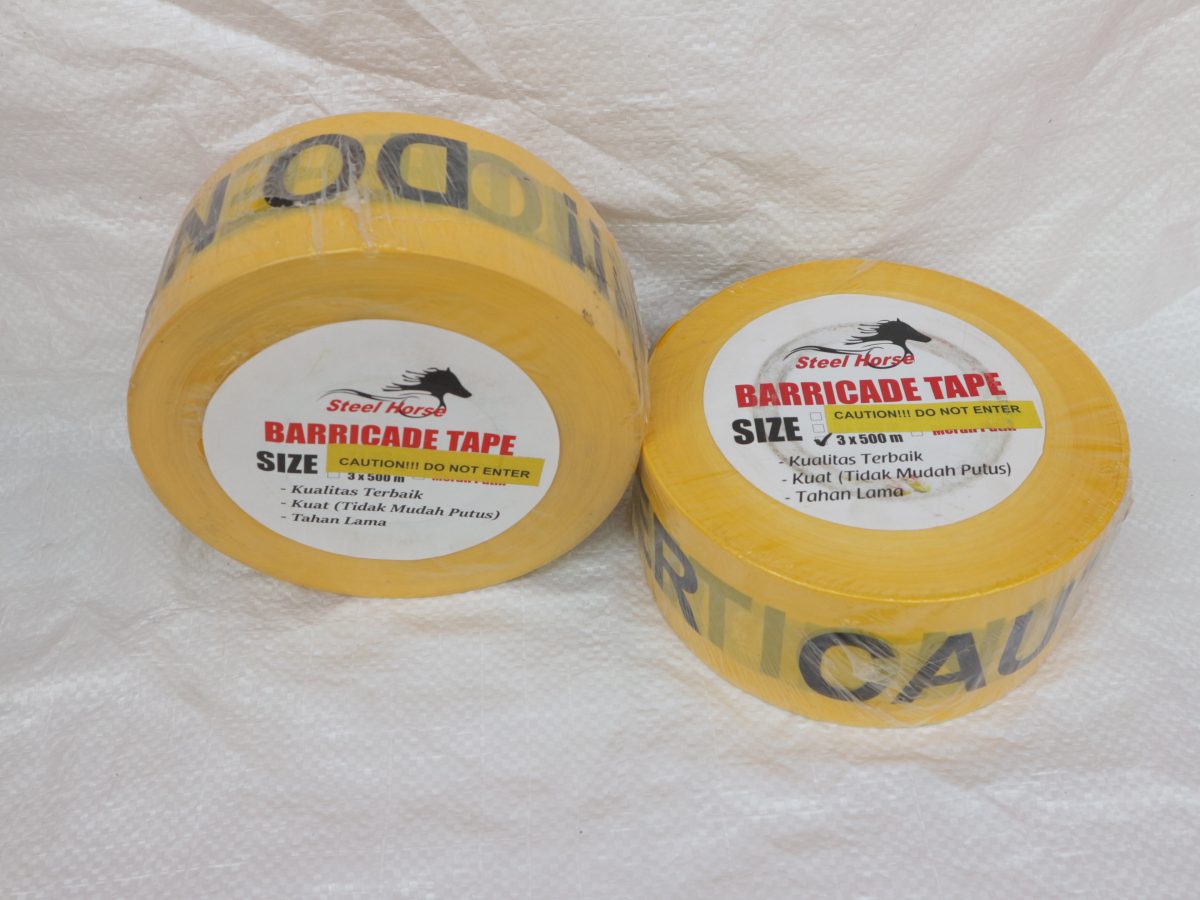 DO N
Steel Horse
BARRICADE TAPE
SIZE
CAUTION!!! DO NOT ENTER
3 x 500 m
- Kualitas Terbaik
- Kuat (Tidak Mudah Putus)
- Tahan Lama
Steel Horse
BARRICADE TAPE
CAUTION!!! DO NOT ENTER
SIZE ✓ 3 x 500 m
- Kualitas Terbaik
- Kuat (Tidak Mudah Putus)
- Tahan Lama
ER CAU